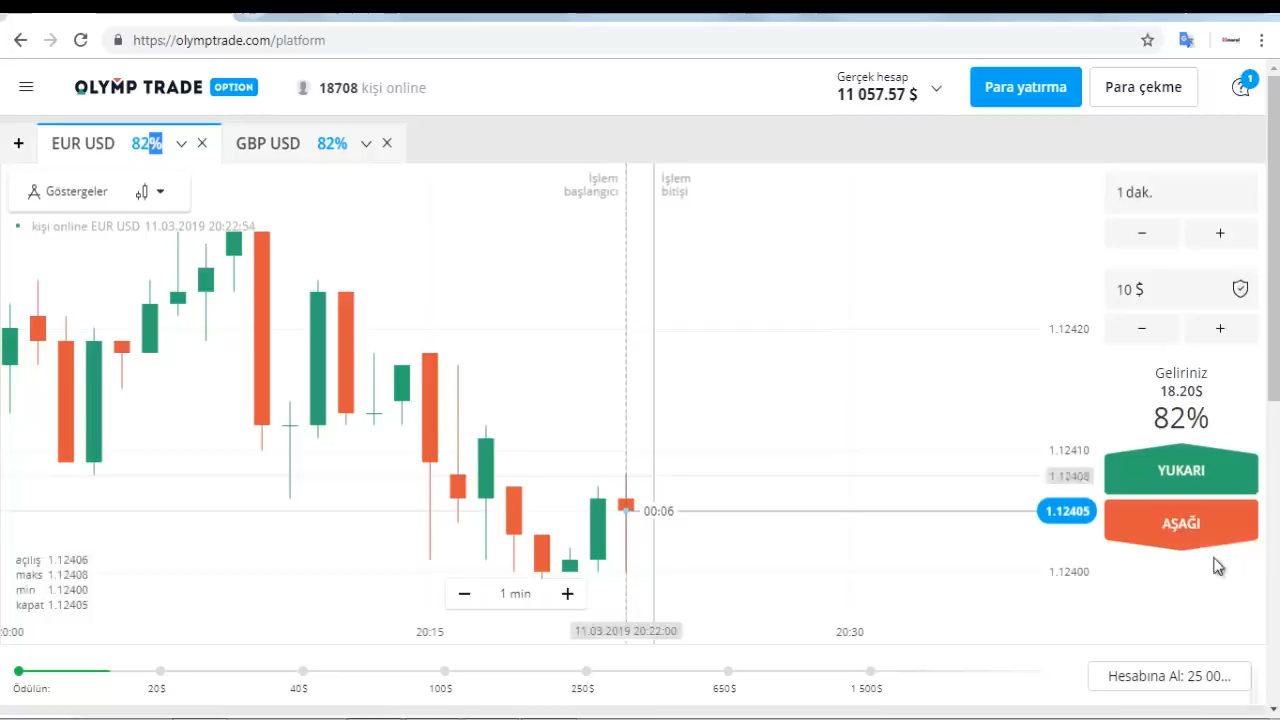 https://olymptrade.com/platform
OLYMP TRADE OPTION
18708 kişi online
Gerçek hesap
11 057.57 $
Para yatırma
Para çekme
1
EUR USD 82%
GBP USD 82%
Göstergeler
İşlem
başlangıcı
İşlem
bitişi
kişi online EUR USD 11.03.2019 20:22:54
1 dak.
10 $
1.12420
Geliriniz
18.20$
82%
1.12410
1.12408
YUKARI
00:06
1.12405
AŞAĞI
1.12400
açılış 1.12406
maks 1.12408
min 1.12400
kapat 1.12405
1 min
20:15
11.03.2019 20:22:00
20:30
Ödülün:
20$
40$
100$
250$
650$
1 500$
Hesabına Al: 25 00...